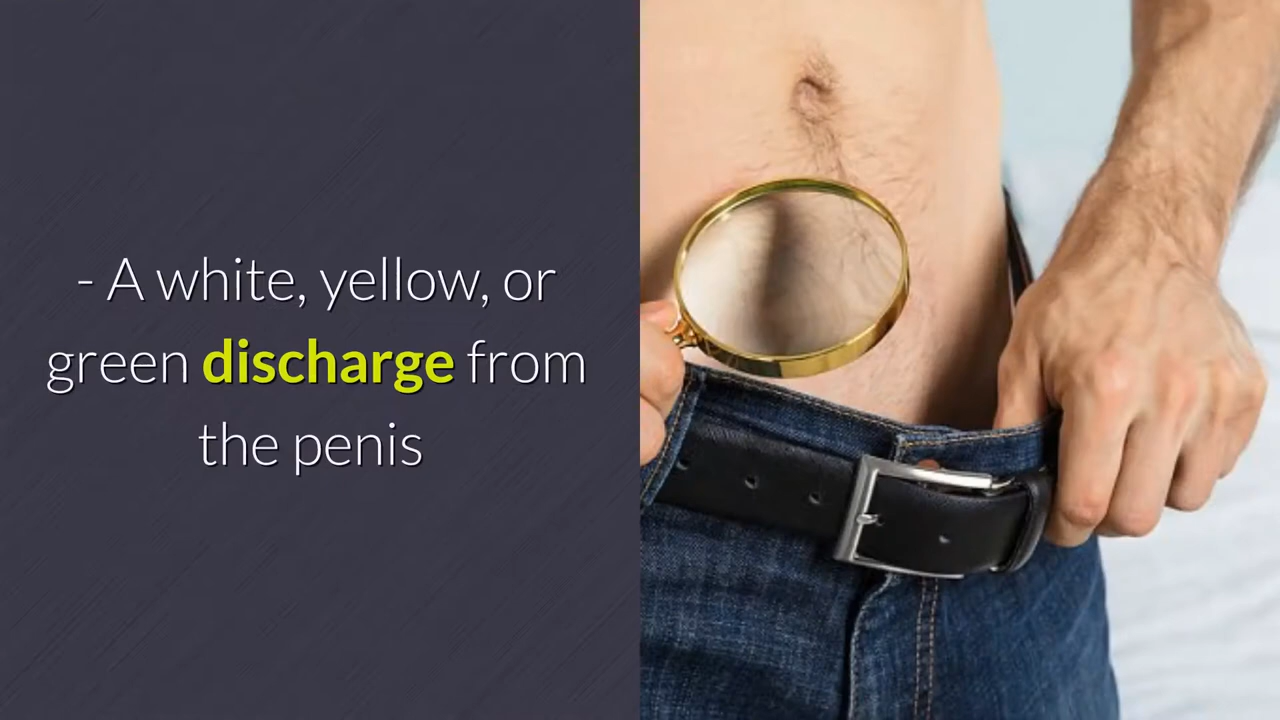 - A white, yellow, or
green discharge from
the penis